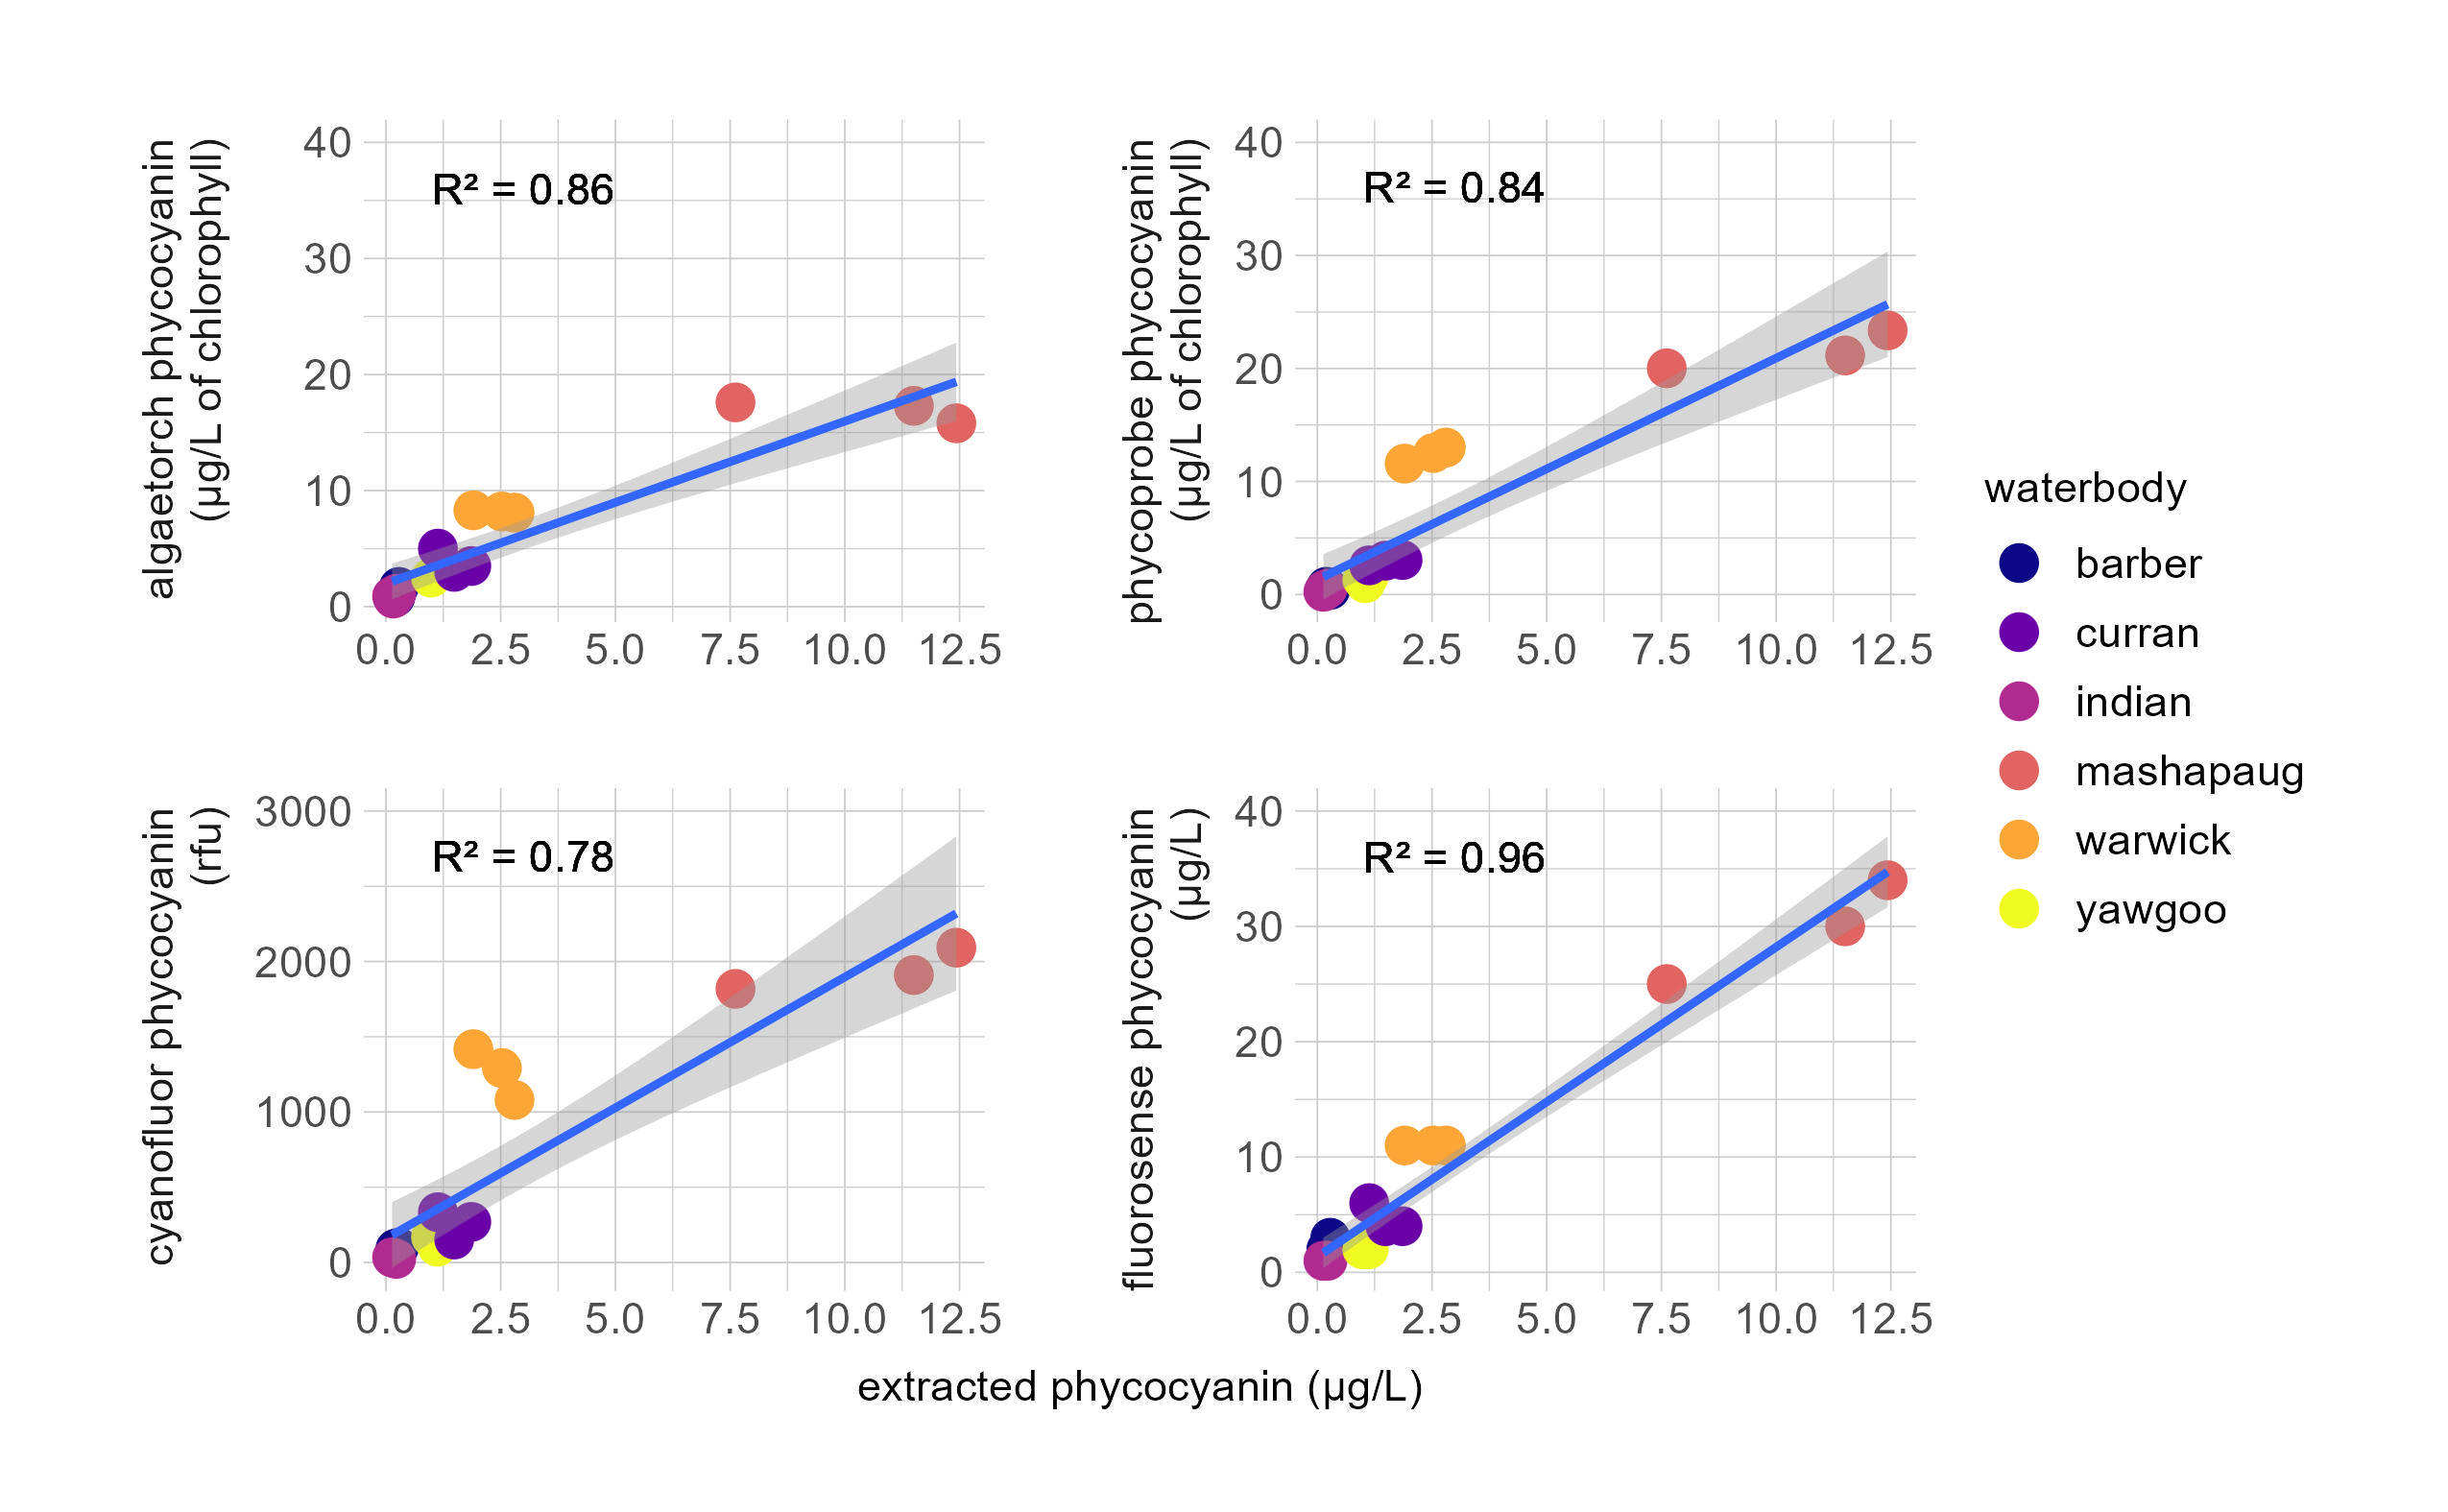 algaetorch phycocyanin
(µg/L of chlorophyll)
40
30
20
10
0
R² = 0.86
0.0 2.5 5.0 7.5 10.0 12.5
phycoprobe phycocyanin
(µg/L of chlorophyll)
40
30
20
10
0
R² = 0.84
0.0 2.5 5.0 7.5 10.0 12.5
cyanofluor phycocyanin
(rfu)
3000
2000
1000
0
R² = 0.78
0.0 2.5 5.0 7.5 10.0 12.5
fluorosense phycocyanin
(µg/L)
40
30
20
10
0
R² = 0.96
0.0 2.5 5.0 7.5 10.0 12.5
extracted phycocyanin (µg/L)
waterbody
barber
curran
indian
mashapaug
warwick
yawgoo